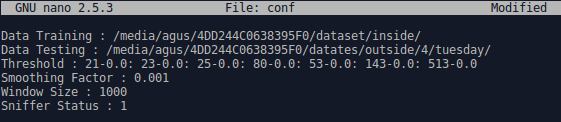 GNU nano 2.5.3 File: conf Modified
Data Training : /media/agus/4DD244C0638395F0/dataset/inside/
Data Testing : /media/agus/4DD244C0638395F0/datates/outside/4/tuesday/
Threshold : 21-0.0: 23-0.0: 25-0.0: 80-0.0: 53-0.0: 143-0.0: 513-0.0
Smoothing Factor : 0.001
Window Size : 1000
Sniffer Status : 1